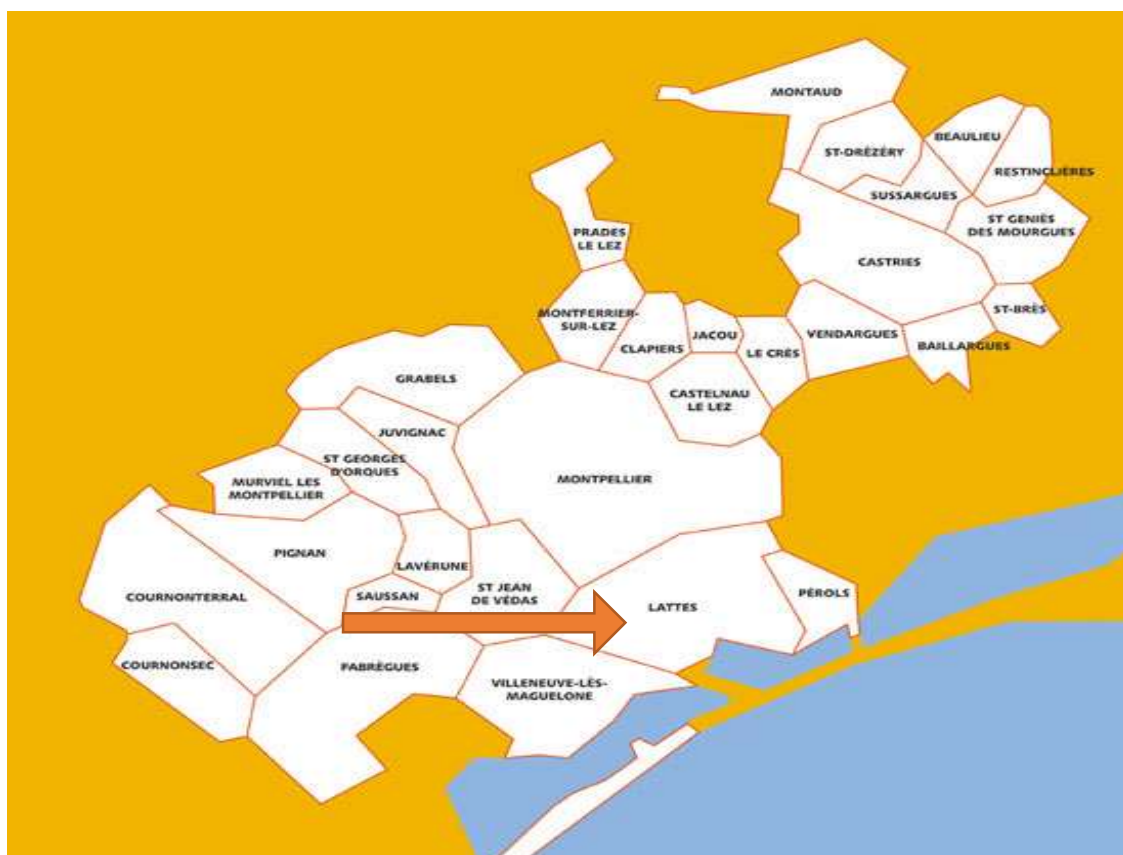 MONTAUD
BEAULIEU
ST-DRÉZÉRY
RESTINCLIÈRES
SUSSARGUES
ST GENIÈS
DES MOURGUES
PRADES
LE LEZ
CASTRIES
MONTFERRIER-
SUR-LEZ
ST-BRÈS
JACOU
VENDARGUES
CLAPIERS
LE CRÈS
BAILLARGUES
GRABELS
CASTELNAU
LE LEZ
JUVIGNAC
ST GEORGES
D'ORQUES
MURVIEL LES
MONTPELLIER
MONTPELLIER
PIGNAN
LAVÉRUNE
COURNONTERRAL
SAUSSAN
ST JEAN
DE VÉDAS
LATTES
PÉROLS
COURNONSEC
FABRÈGUES
VILLENEUVE-LÈS-
MAGUELONE